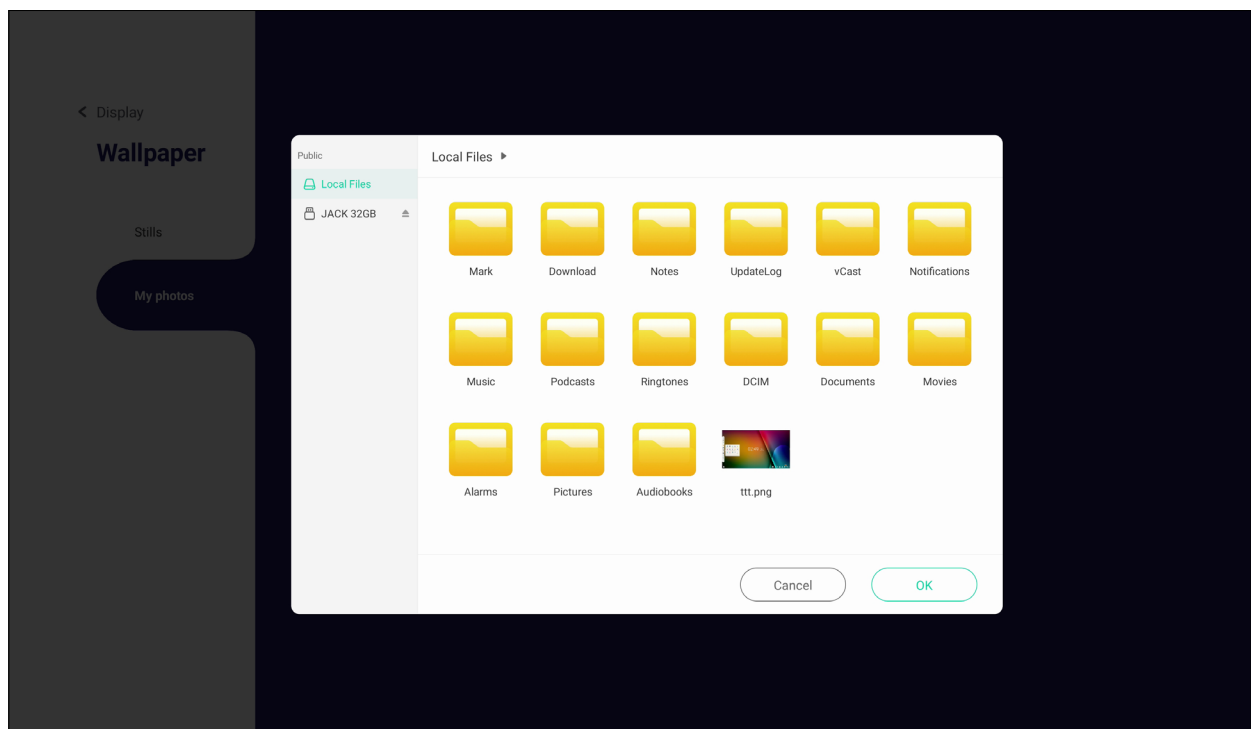 Display
Wallpaper
Stills
My photos
Public
Local Files
JACK 32GB
Local Files
Mark Download Notes UpdateLog vCast Notifications
Music Podcasts Ringtones DCIM Documents Movies
Alarms Pictures Audiobooks ttt.png
Cancel OK